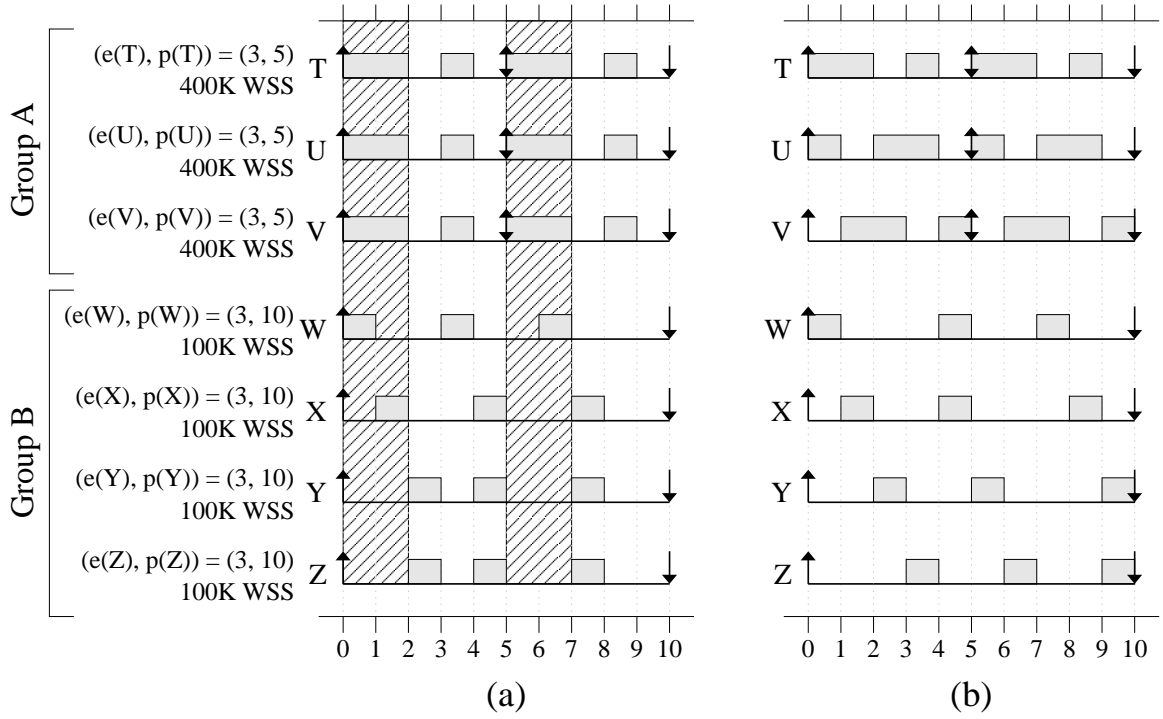 Group A
(e(T), p(T)) = (3, 5)
400K WSS
T
T
(e(U), p(U)) = (3, 5)
400K WSS
U
U
(e(V), p(V)) = (3, 5)
400K WSS
V
V
Group B
(e(W), p(W)) = (3, 10)
100K WSS
W
W
(e(X), p(X)) = (3, 10)
100K WSS
X
X
(e(Y), p(Y)) = (3, 10)
100K WSS
Y
Y
(e(Z), p(Z)) = (3, 10)
100K WSS
Z
Z
0 1 2 3 4 5 6 7 8 9 10
0 1 2 3 4 5 6 7 8 9 10
(a)
(b)